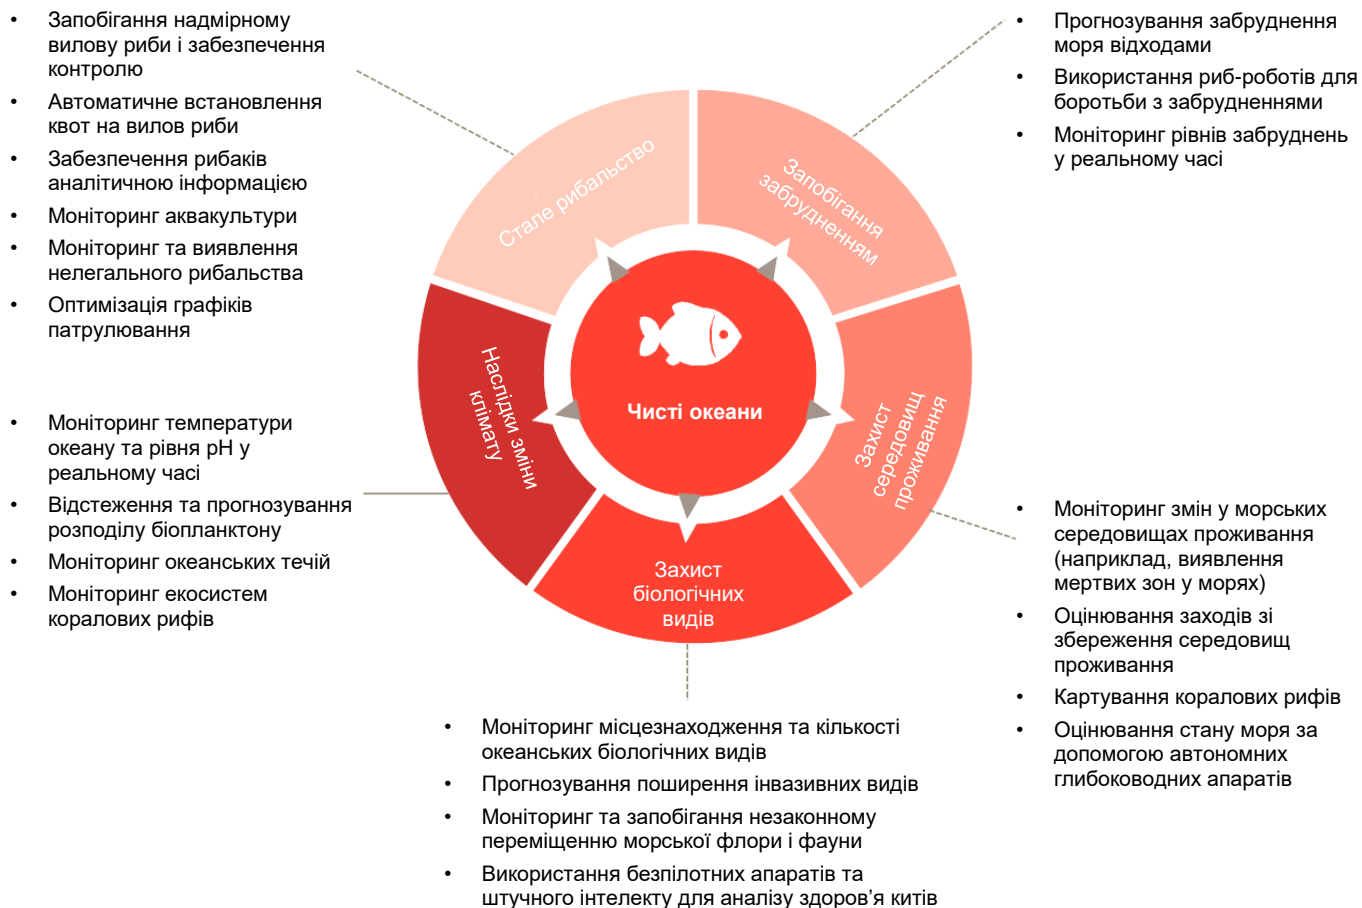 • Запобігання надмірному
вилову риби і забезпечення
контролю
• Автоматичне встановлення
квот на вилов риби
• Забезпечення рибаків
аналітичною інформацією
• Моніторинг аквакультури
• Моніторинг та виявлення
нелегального рибальства
• Оптимізація графіків
патрулювання
• Прогнозування забруднення
моря відходами
• Використання риб-роботів для
боротьби з забрудненнями
• Моніторинг рівнів забруднень
у реальному часі
Стале рибальство
Запобігання
забрудненням
Наслідки зміни
клімату
Чисті океани
Захист
середовищ
проживання
Захист
біологічних
видів
• Моніторинг температури
океану та рівня pH у
реальному часі
• Відстеження та прогнозування
розподілу біопланктону
• Моніторинг океанських течій
• Моніторинг екосистем
коралових рифів
• Моніторинг змін у морських
середовищах проживання
(наприклад, виявлення
мертвих зон у морях)
• Оцінювання заходів зі
збереження середовищ
проживання
• Картування коралових рифів
• Оцінювання стану моря за
допомогою автономних
глибоководних апаратів
• Моніторинг місцезнаходження та кількості
океанських біологічних видів
• Прогнозування поширення інвазивних видів
• Моніторинг та запобігання незаконному
переміщенню морської флори і фауни
• Використання безпілотних апаратів та
штучного інтелекту для аналізу здоров’я китів